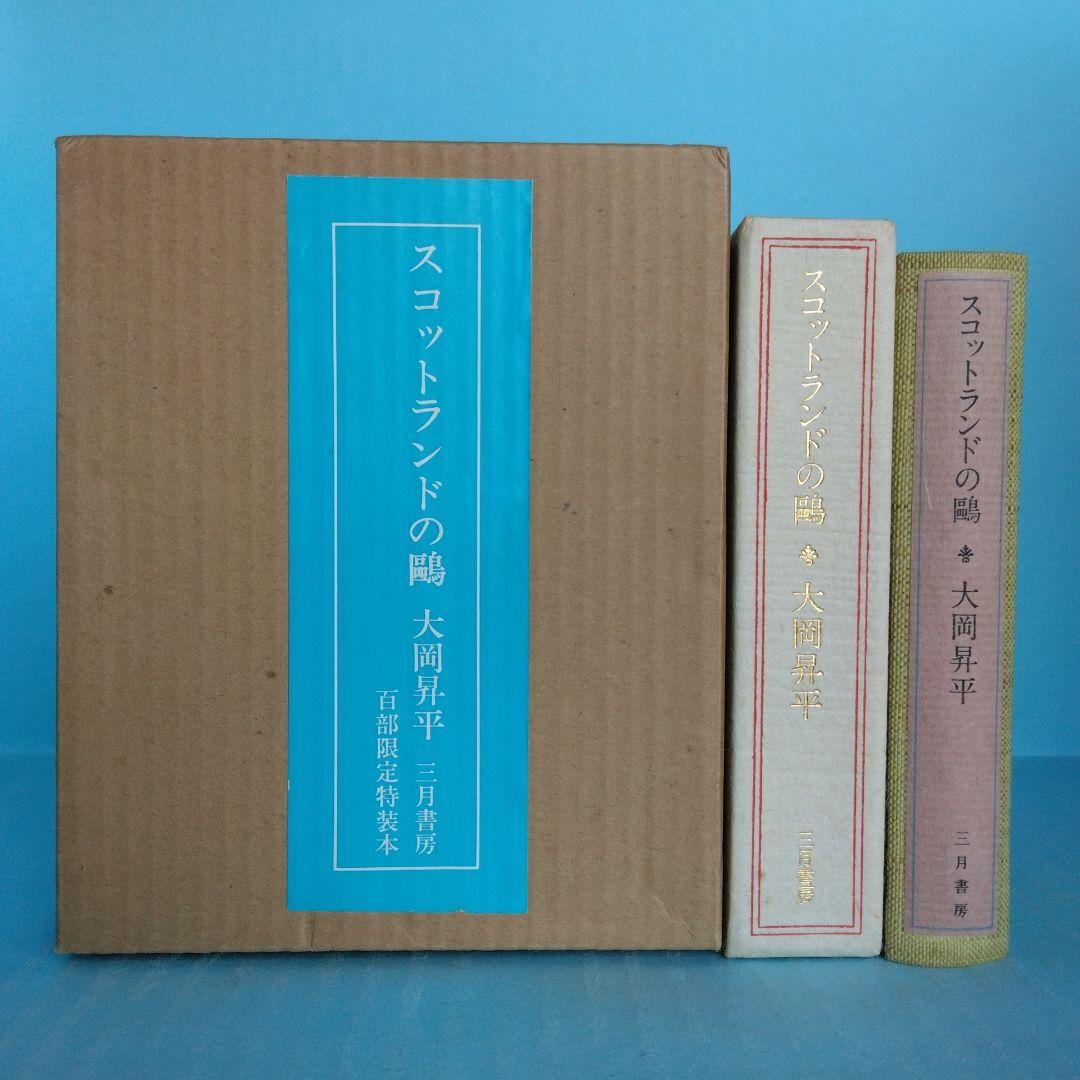 スコットランドの鷗 大岡昇平 三月書房
百部限定特装本
スコットランドの鷗 大岡昇平
三月書房
スコットランドの鷗 大岡昇平
三月書房